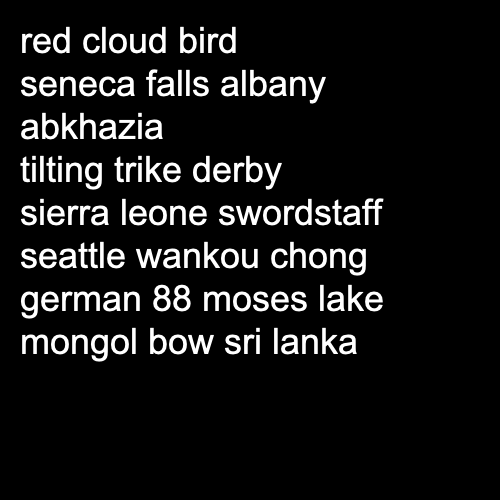 red cloud bird
seneca falls albany
abkhazia
tilting trike derby
sierra leone swordstaff
seattle wankou chong
german 88 moses lake
mongol bow sri lanka